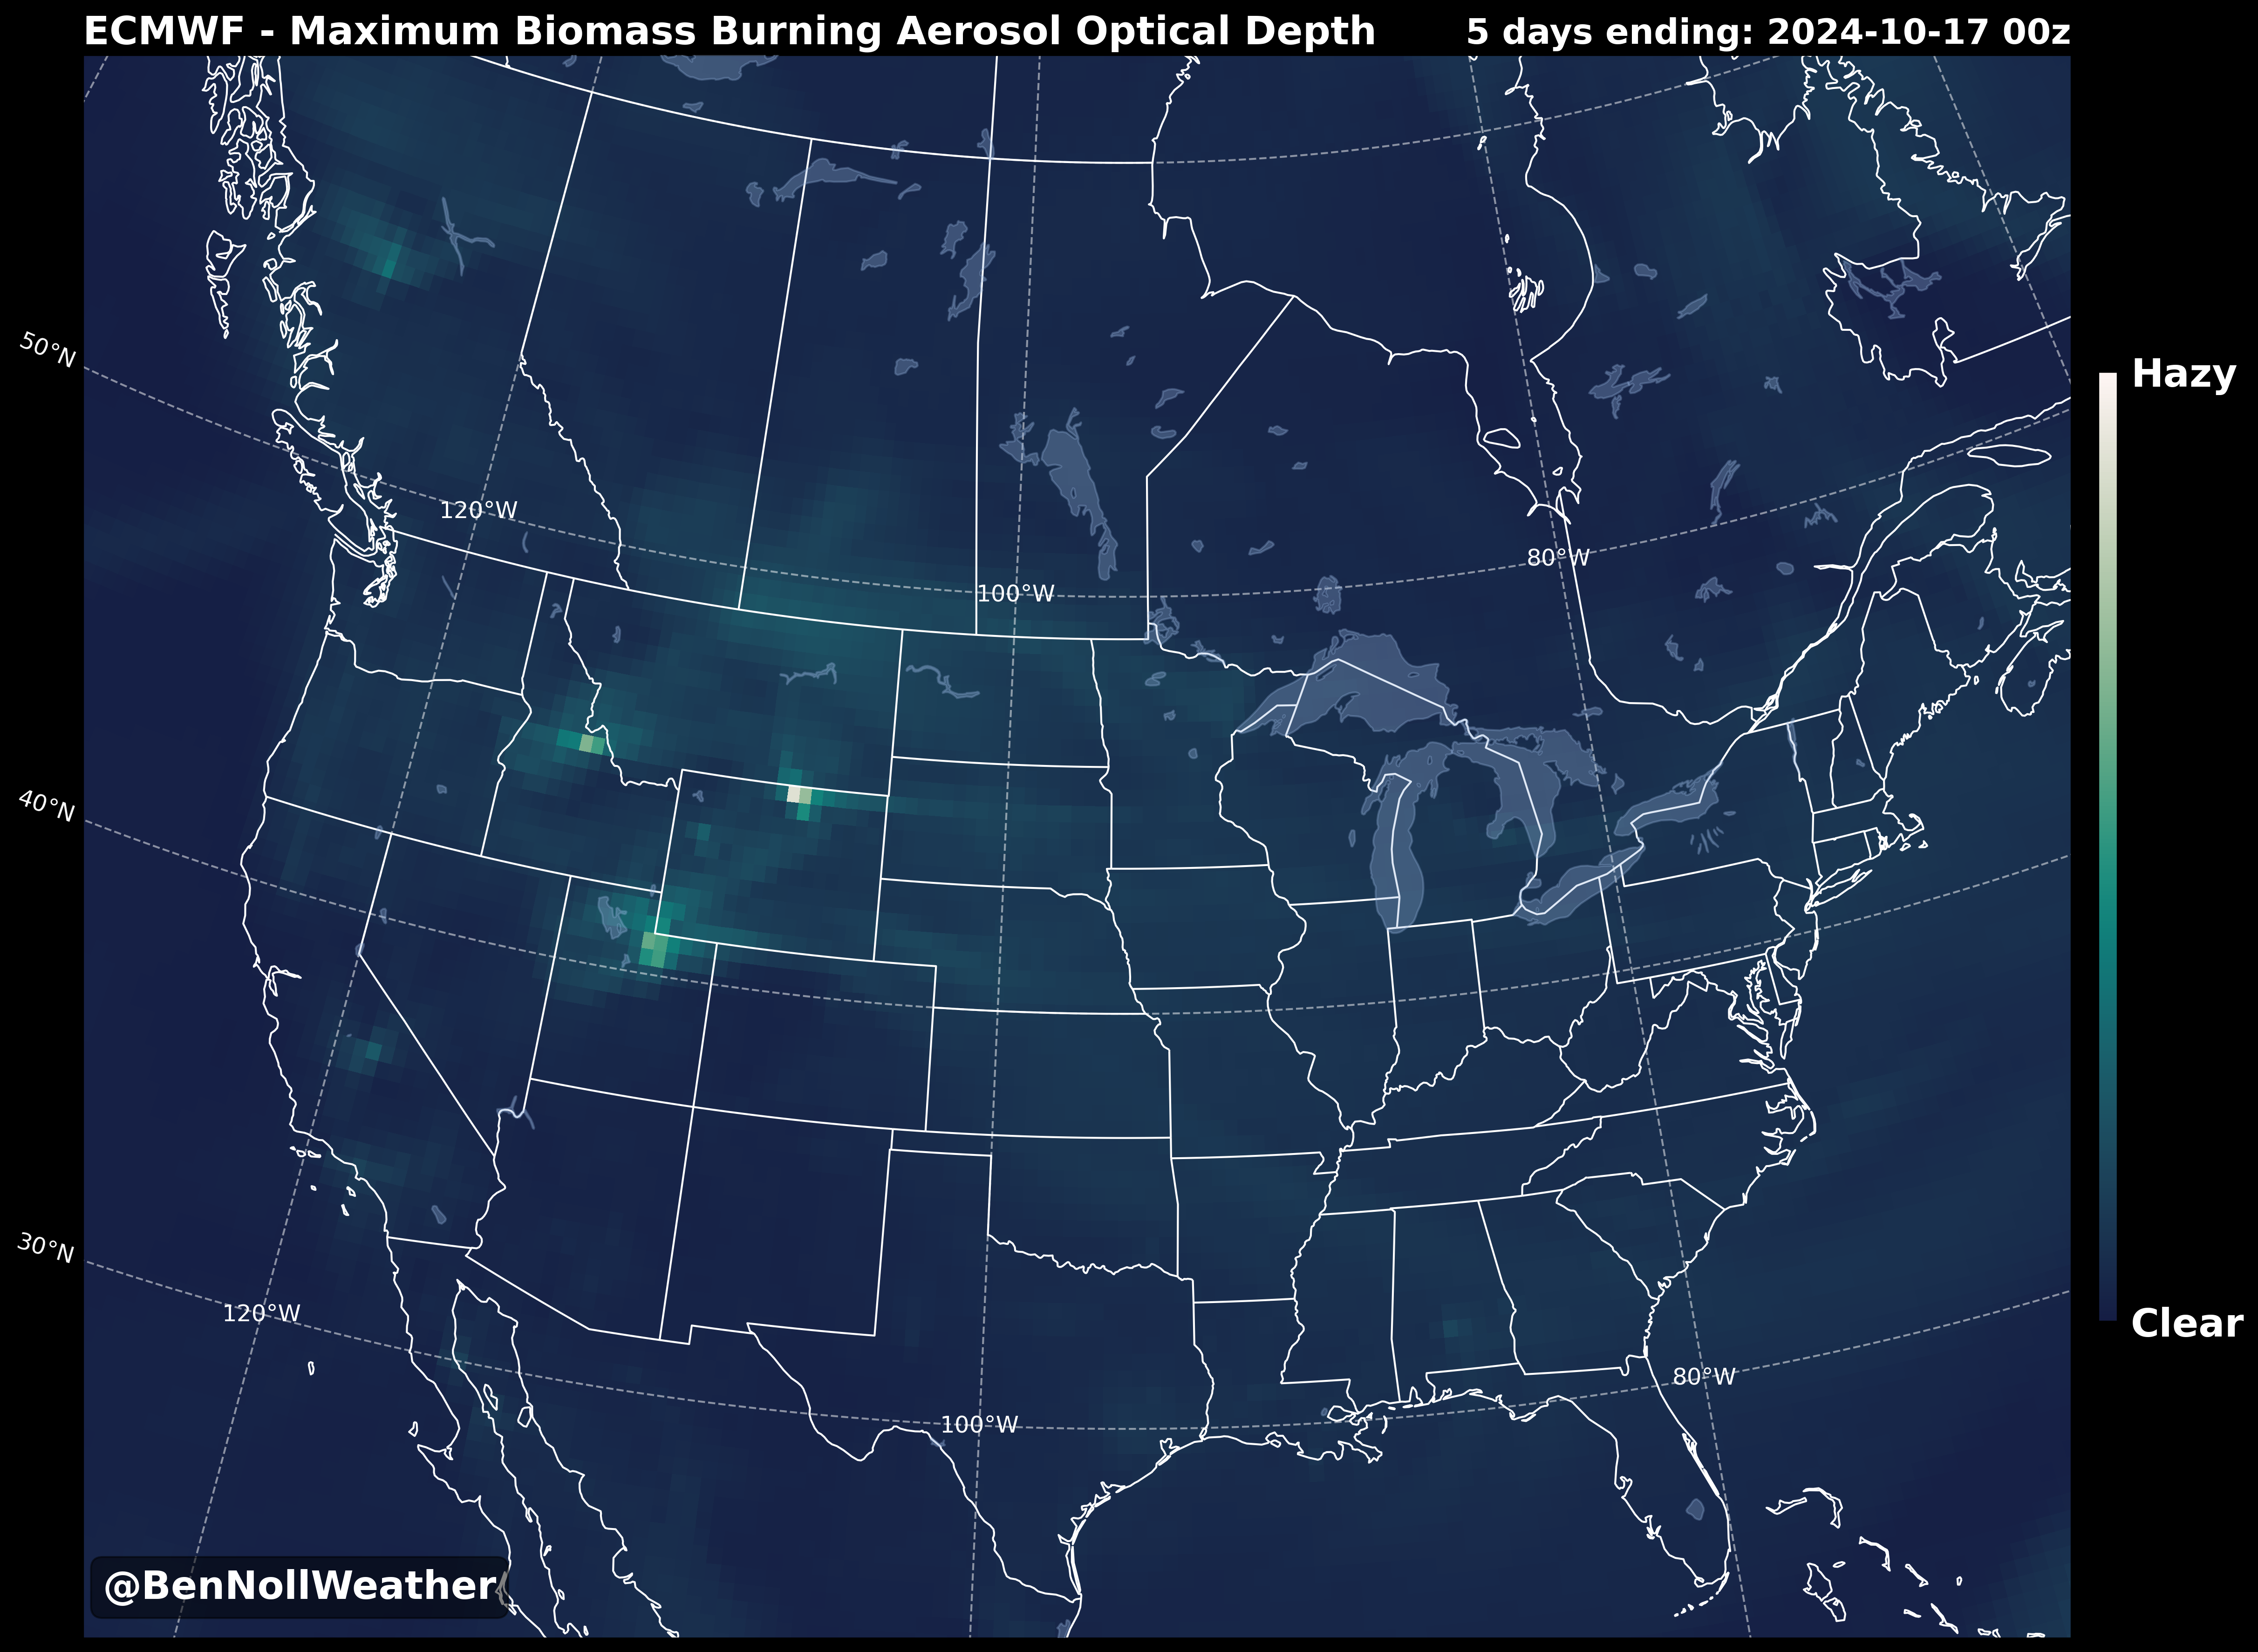 ECMWF - Maximum Biomass Burning Aerosol Optical Depth
5 days ending: 2024-10-17 00z
50°N
Hazy
120°W
80°W
100°W
40°N
30°N
120°W
Clear
80°W
100°W
@BenNollWeather